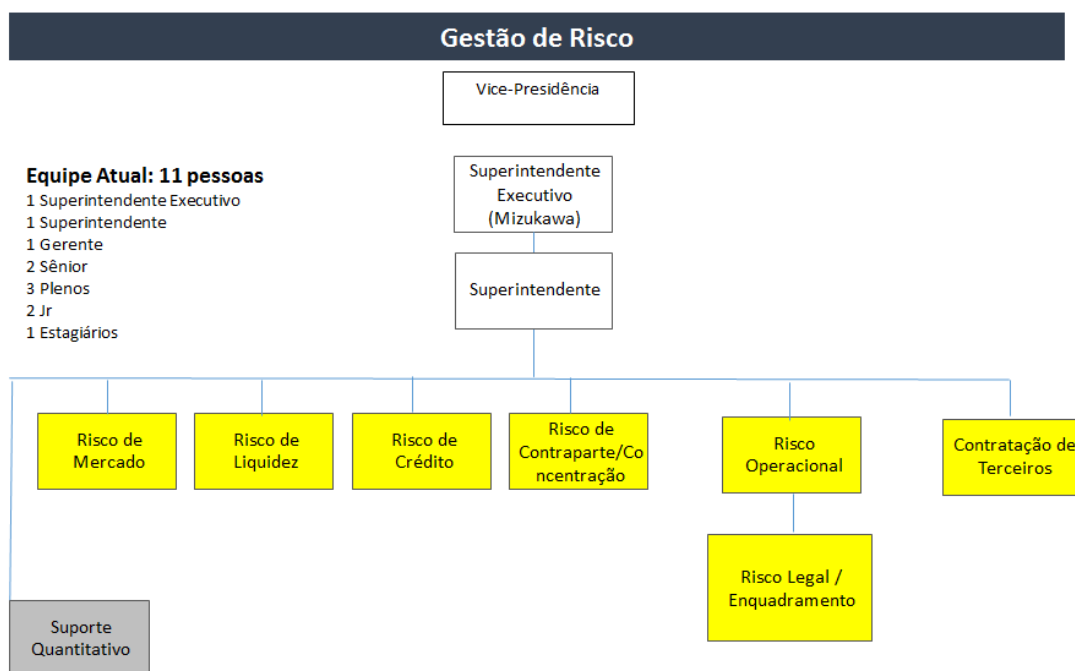 Gestão de Risco
Vice-Presidência
Equipe Atual: 11 pessoas
1 Superintendente Executivo
1 Superintendente
1 Gerente
2 Sênior
3 Plenos
2 Jr
1 Estagiários
Superintendente
Executivo
(Mizukawa)
Superintendente
Risco de
Mercado
Risco de
Liquidez
Risco de
Crédito
Risco de
Contraparte/Co
ncentração
Risco
Operacional
Contratação de
Terceiros
Risco Legal /
Enquadramento
Suporte
Quantitativo